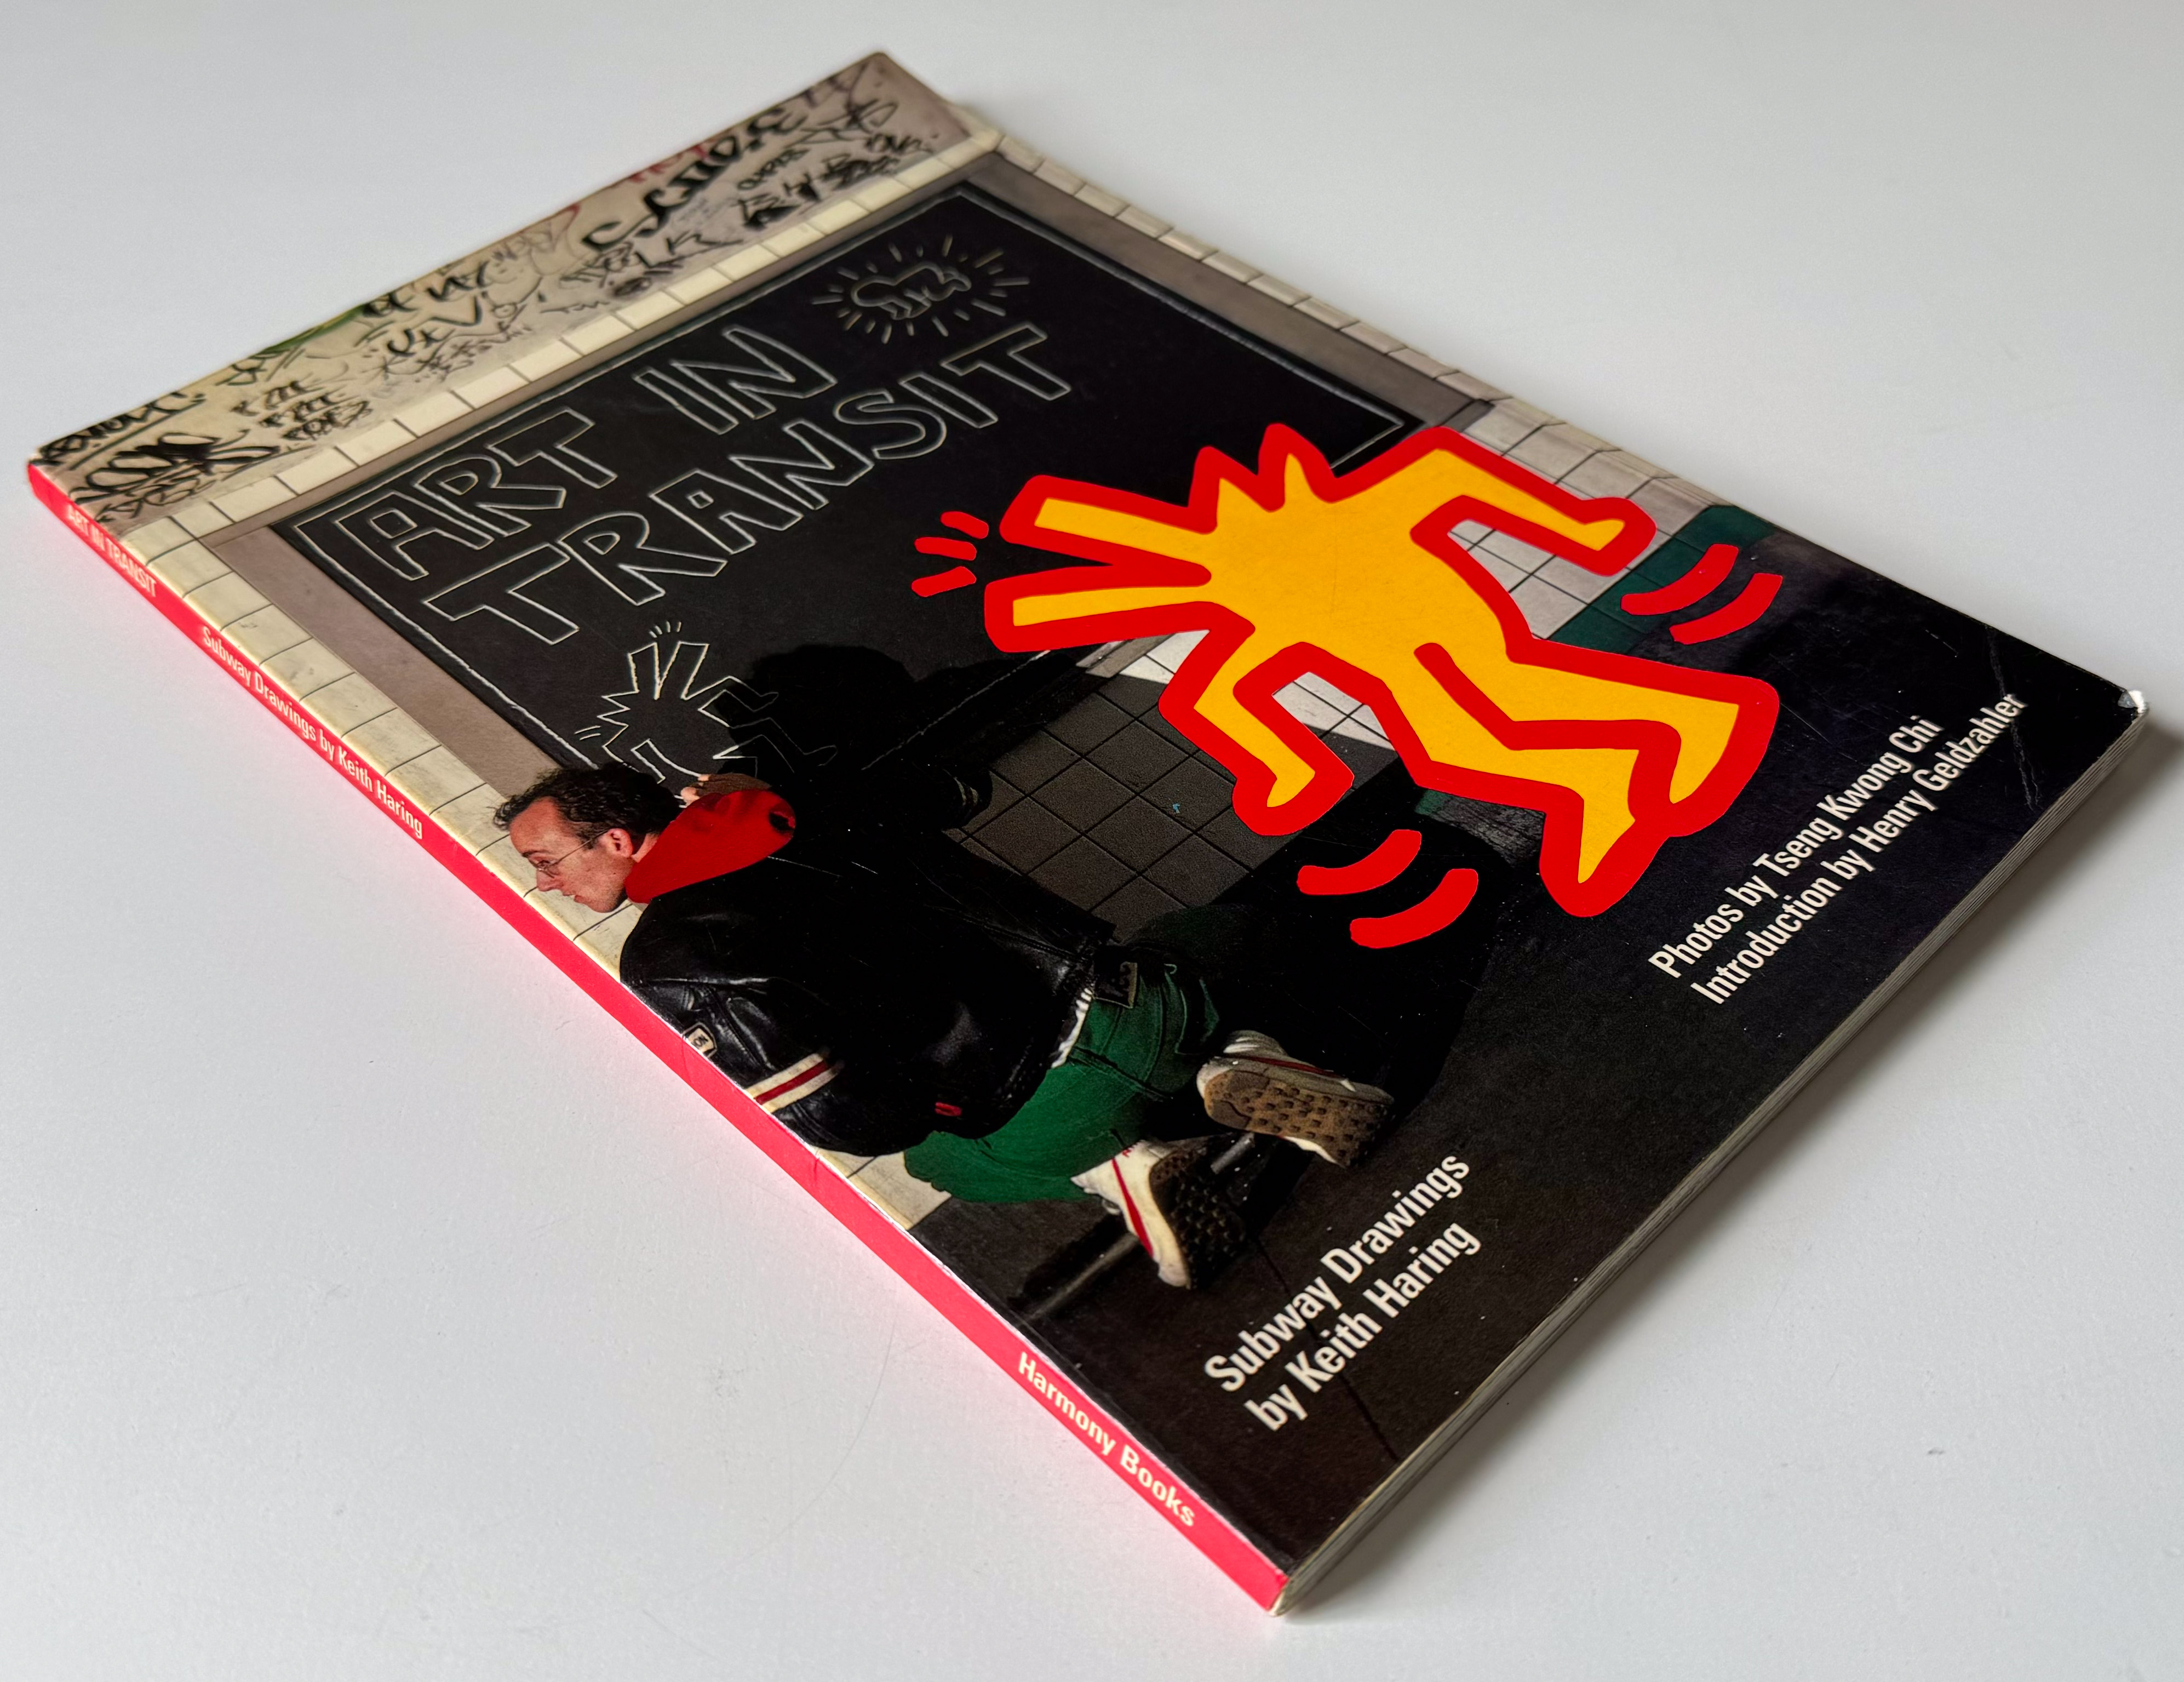 ART IN
TRANSIT
Photos by Tseng Kwong Chi
Introduction by Henry Geldzahler
Subway Drawings
by Keith Haring
ART IN TRANSIT
Subway Drawings by Keith Haring
Harmony Books